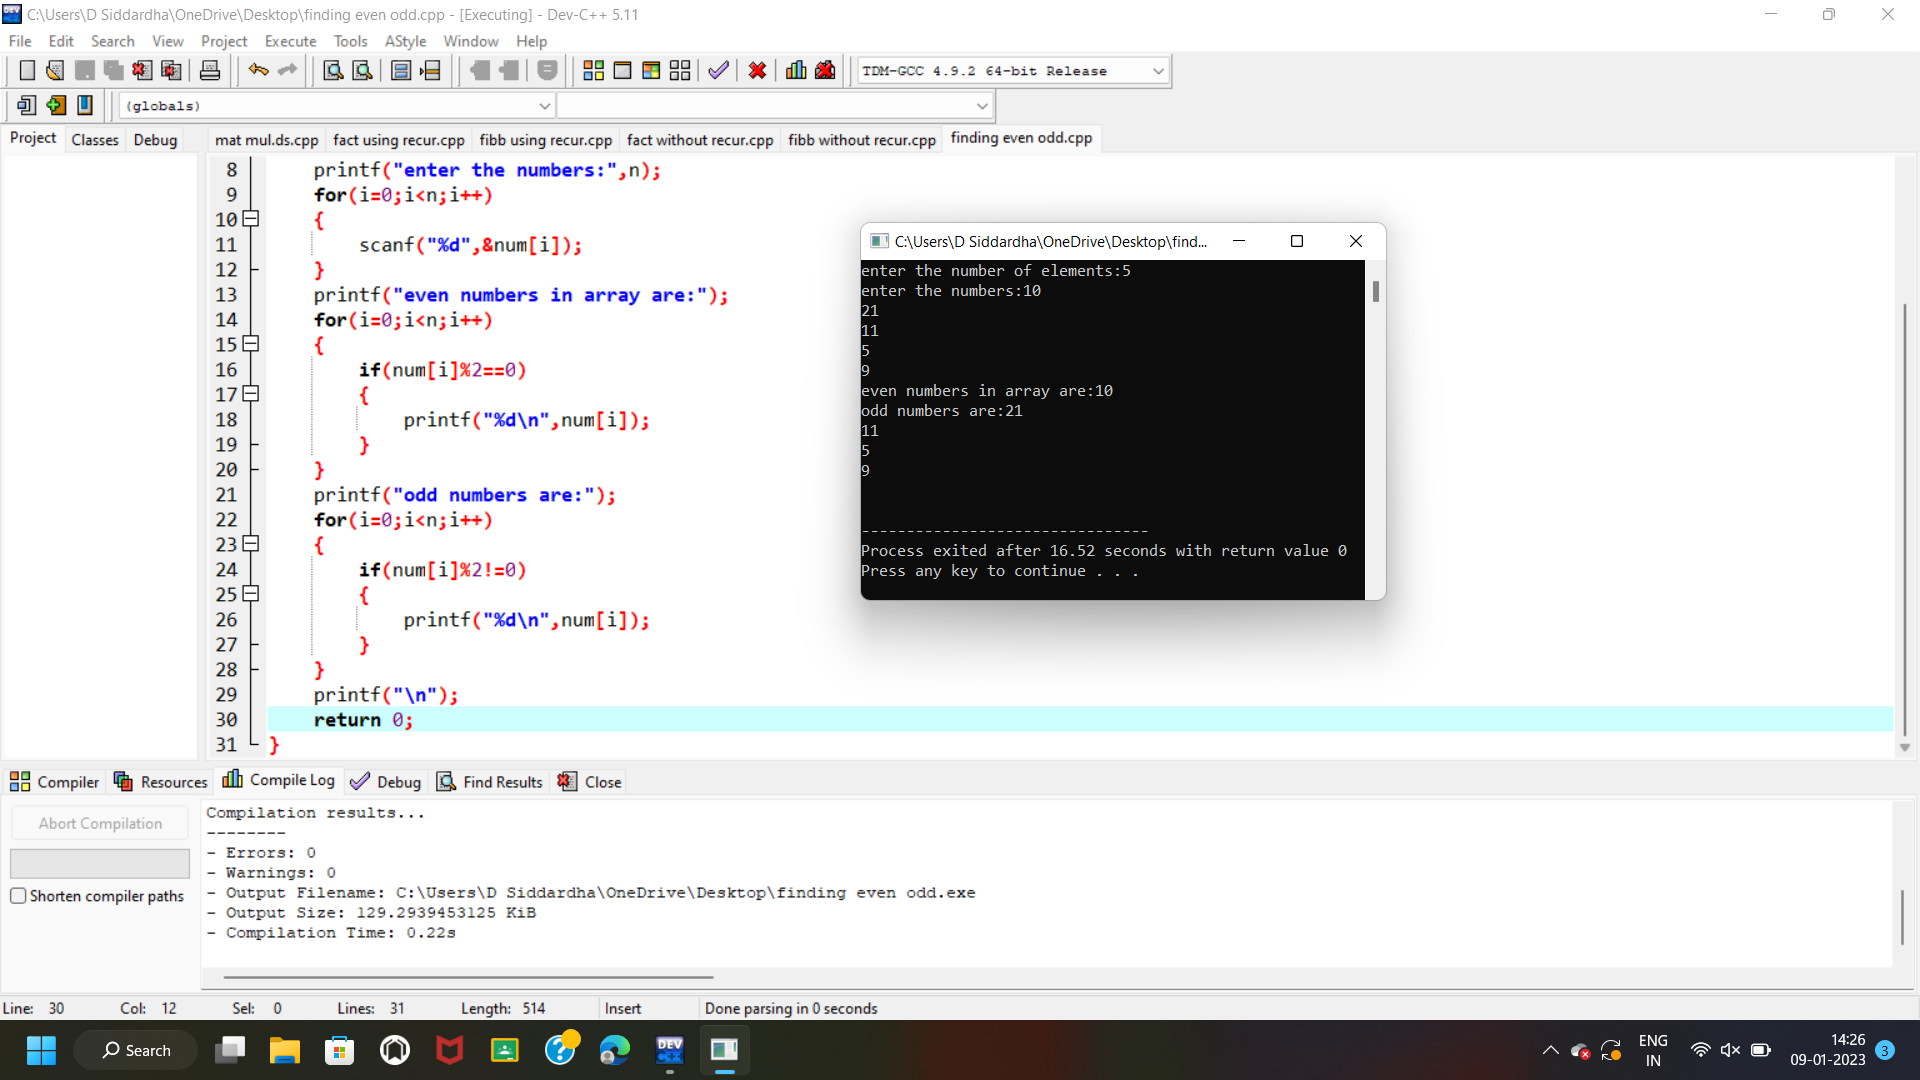 C:\Users\D Siddardha\OneDrive\Desktop\finding even odd.cpp - [Executing] - Dev-C++ 5.11
File Edit Search View Project Execute Tools AStyle Window Help
TDM-GCC 4.9.2 64-bit Release
(globals)
Project Classes Debug
mat mul.ds.cpp fact using recur.cpp fibb using recur.cpp fact without recur.cpp fibb without recur.cpp finding even odd.cpp
8 printf("enter the numbers:",n);
9 for(i=0;i<n;i++)
10 {
11 scanf("%d",&num[i]);
12 }
13 printf("even numbers in array are:");
14 for(i=0;i<n;i++)
15 {
16 if(num[i]%2==0)
17 {
18 printf("%d\n",num[i]);
19 }
20 }
21 printf("odd numbers are:");
22 for(i=0;i<n;i++)
23 {
24 if(num[i]%2!=0)
25 {
26 printf("%d\n",num[i]);
27 }
28 }
29 printf("\n");
30 return 0;
31 }
C:\Users\D Siddardha\OneDrive\Desktop\find...
enter the number of elements:5
enter the numbers:10
21
11
5
9
even numbers in array are:10
odd numbers are:21
11
5
9
--------------------------------
Process exited after 16.52 seconds with return value 0
Press any key to continue . . .
Compiler Resources Compile Log Debug Find Results Close
Abort Compilation
Shorten compiler paths
Compilation results...
--------
- Errors: 0
- Warnings: 0
- Output Filename: C:\Users\D Siddardha\OneDrive\Desktop\finding even odd.exe
- Output Size: 129.2939453125 KiB
- Compilation Time: 0.22s
Line: 30 Col: 12 Sel: 0 Lines: 31 Length: 514 Insert Done parsing in 0 seconds
Search
DEV
C++
ENG
IN
14:26
09-01-2023
3